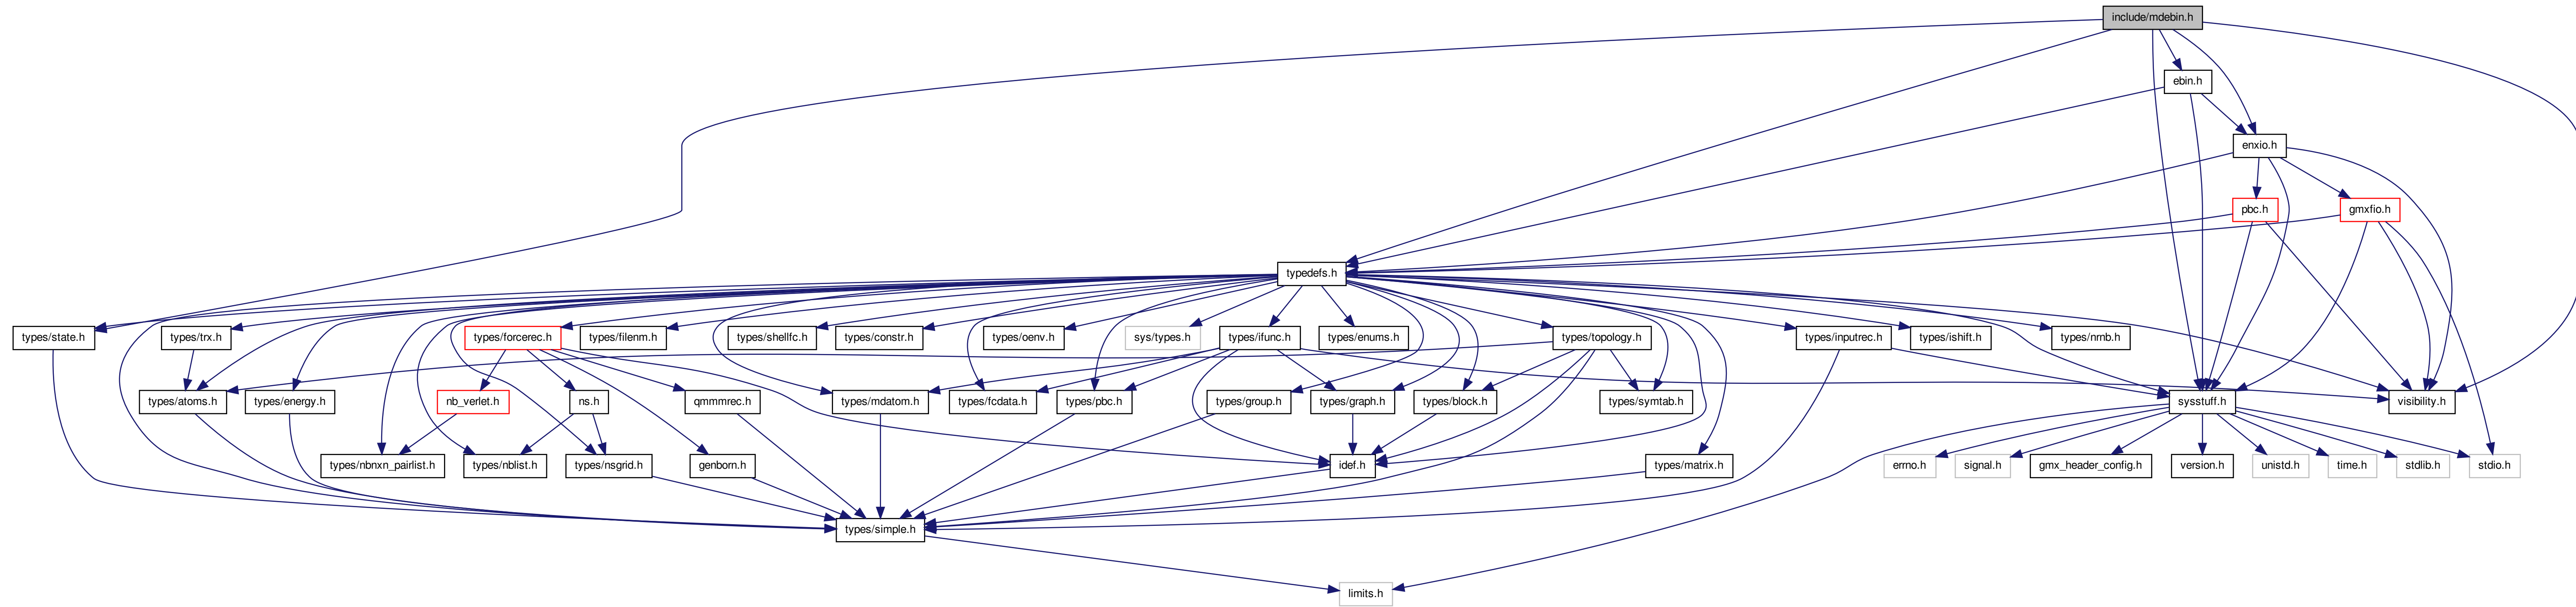 include/mdebin.h
ebin.h
enxio.h
pbc.h
gmxfio.h
typedefs.h
types/state.h
types/trx.h
types/forcerec.h
types/filenm.h
types/shellfc.h
types/constr.h
types/oenv.h
sys/types.h
types/ifunc.h
types/enums.h
types/topology.h
types/inputrec.h
types/ishift.h
types/nrnb.h
types/atoms.h
types/energy.h
nb_verlet.h
ns.h
qmmmrec.h
types/mdatom.h
types/fcdata.h
types/pbc.h
types/group.h
types/graph.h
types/block.h
types/symtab.h
sysstuff.h
visibility.h
types/nbnxn_pairlist.h
types/nblist.h
types/nsgrid.h
genborn.h
idef.h
types/matrix.h
errno.h
signal.h
gmx_header_config.h
version.h
unistd.h
time.h
stdlib.h
stdio.h
types/simple.h
limits.h